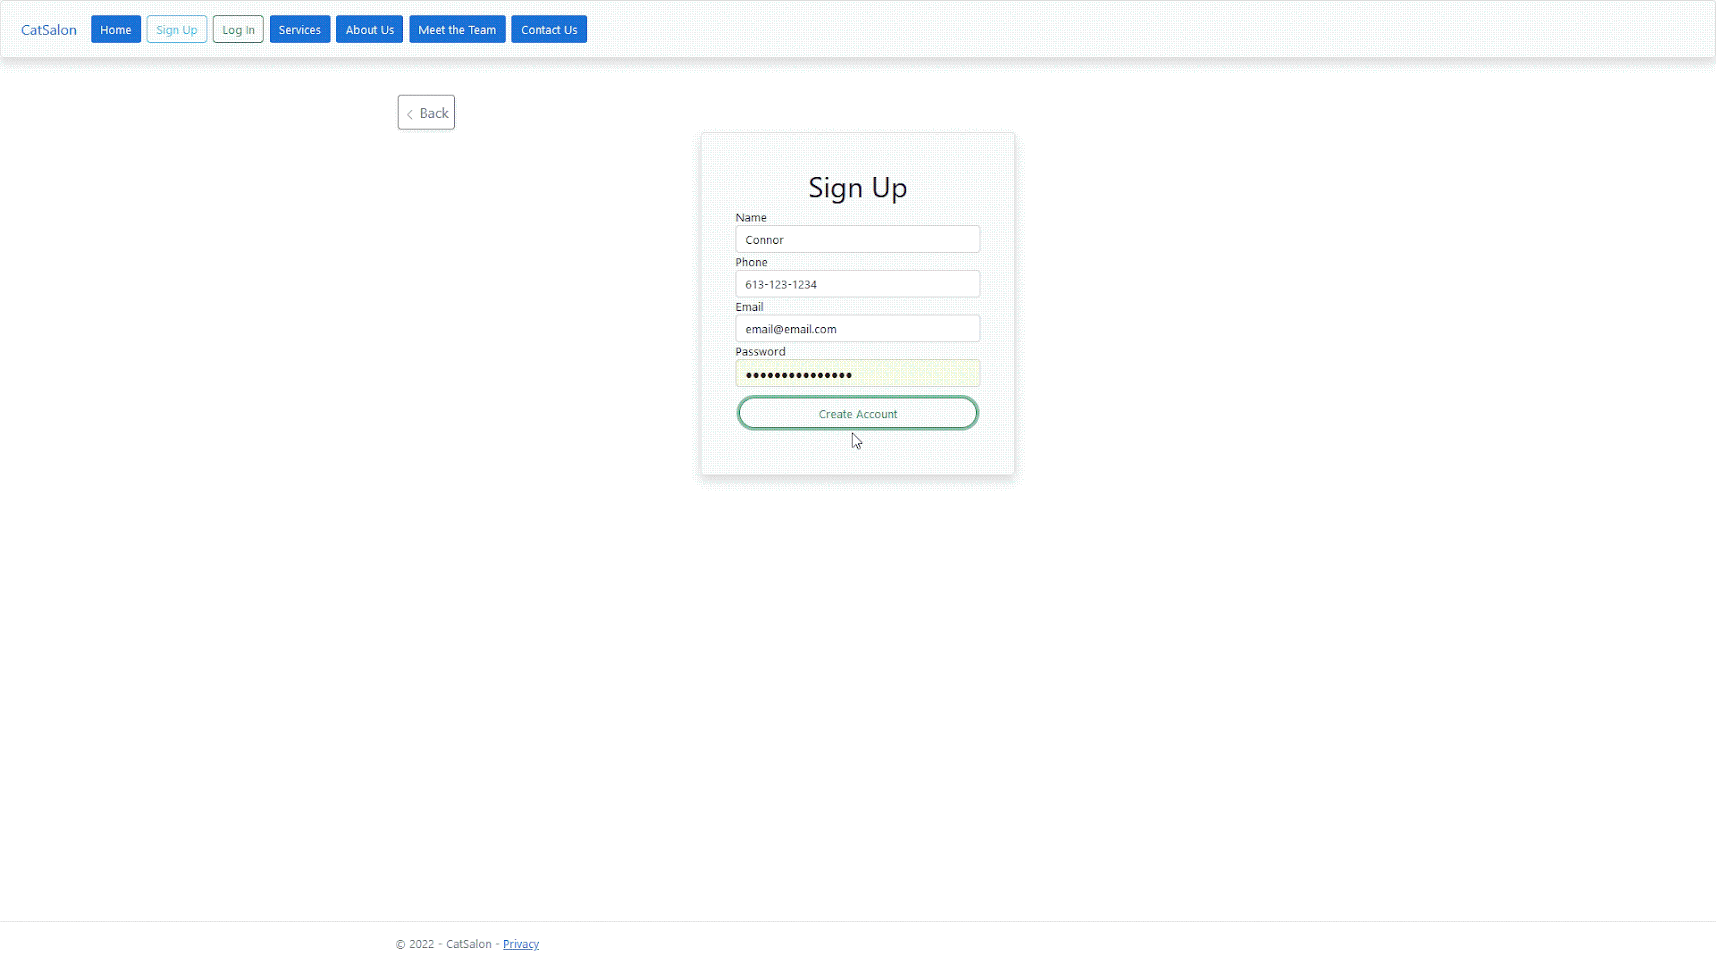 CatSalon Home Sign Up Log In Services About Us Meet the Team Contact Us
Back
Sign Up
Name
Connor
Phone
613-123-1234
Email
email@email.com
Password
•••••••••••••••
Create Account
© 2022 - CatSalon - Privacy